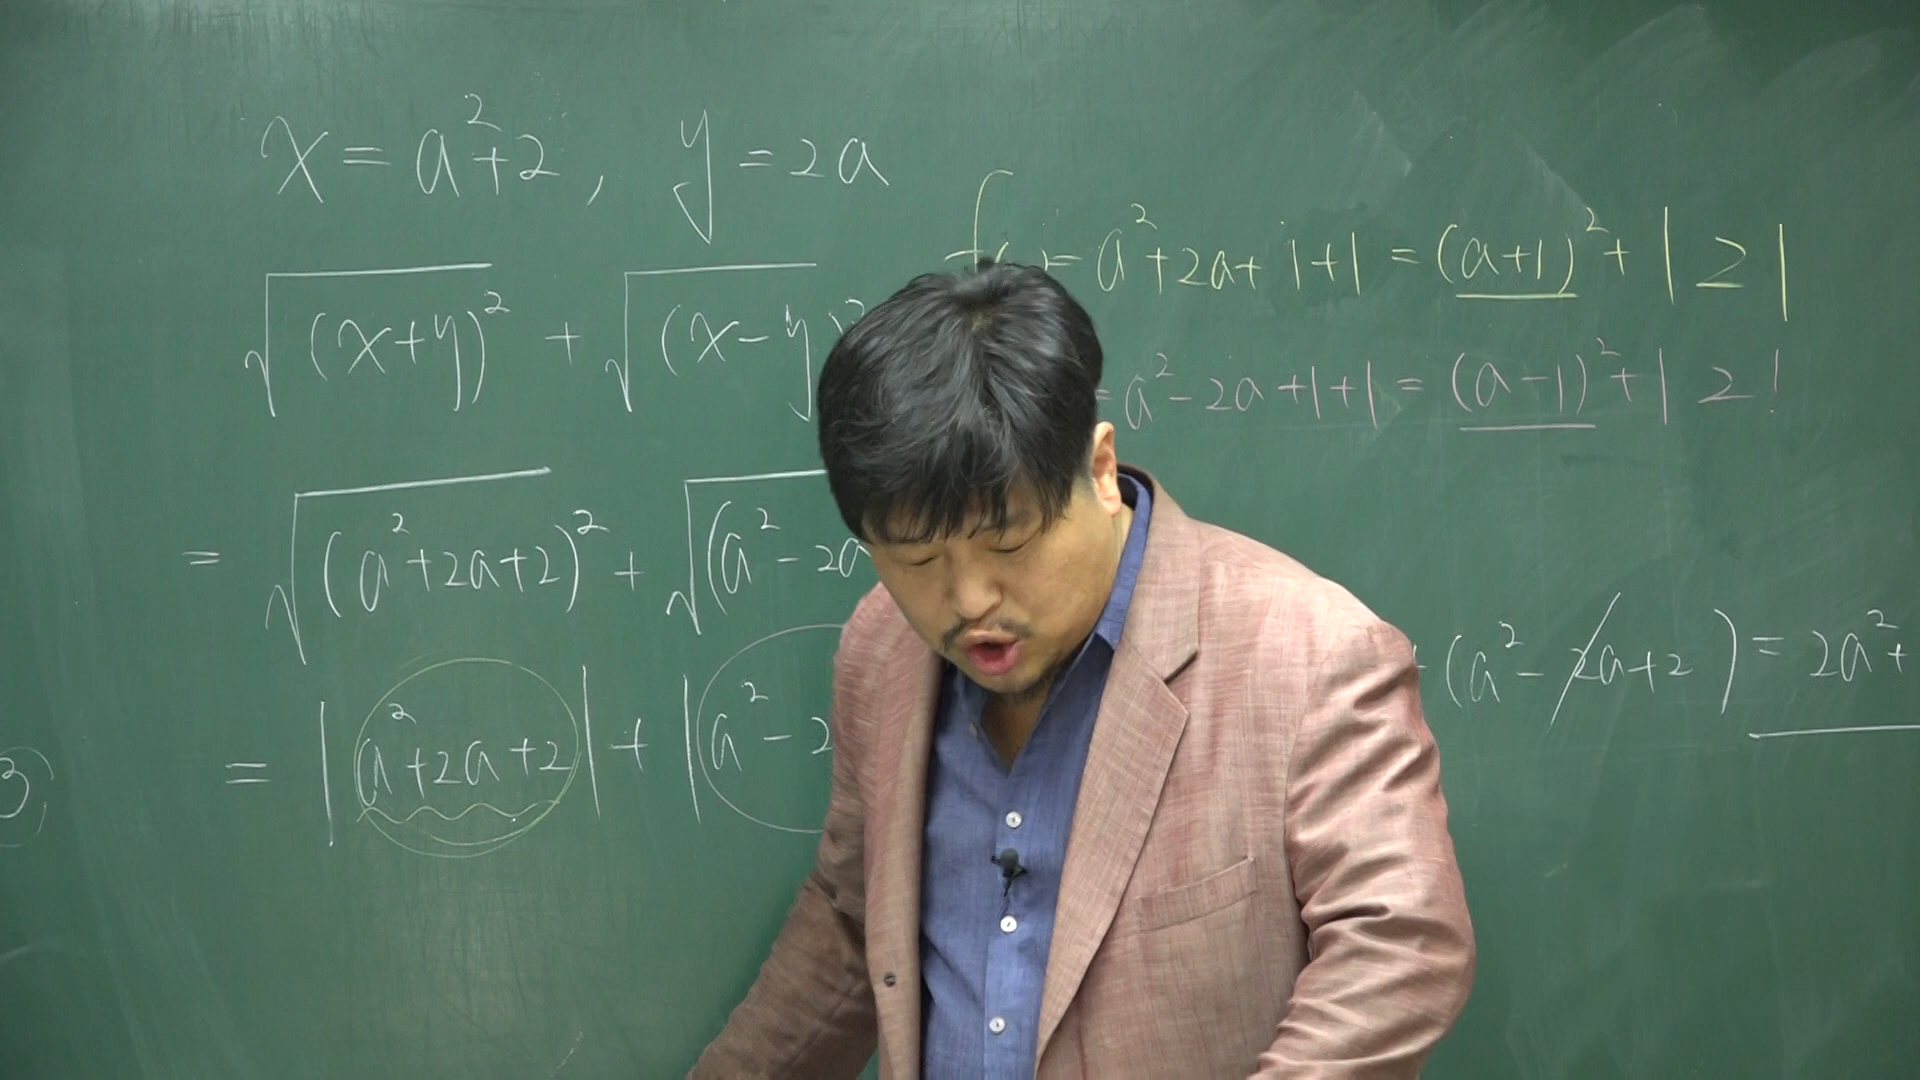 x = a²+2, y = 2a
√(x+y)² + √(x-y)²
f( ) = a²+2a+1+1 = (a+1)²+1 ≥ 1
= a²-2a+1+1 = (a-1)²+1 ≥ 1
= √(a²+2a+2)² + √(a²-2a
= |a²+2a+2| + |a²-2
(a²-2a+2) = 2a²+
3